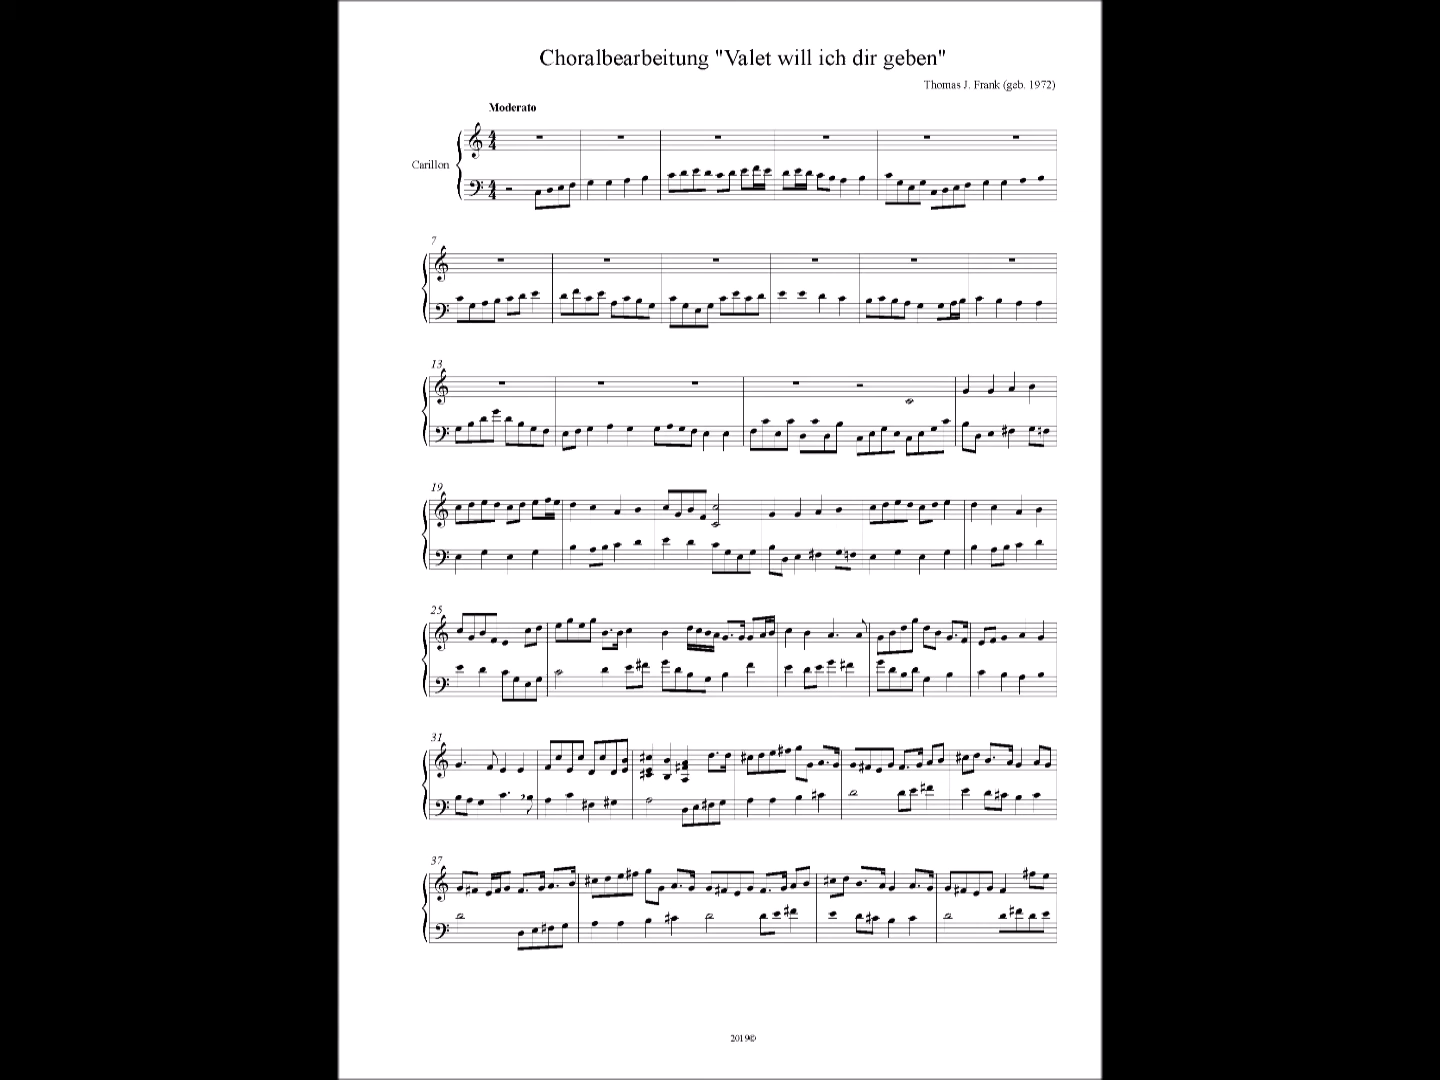 Choralbearbeitung "Valet will ich dir geben"
Thomas J. Frank (geb. 1972)
Moderato
Carillon
7
13
19
25
31
37
2019©